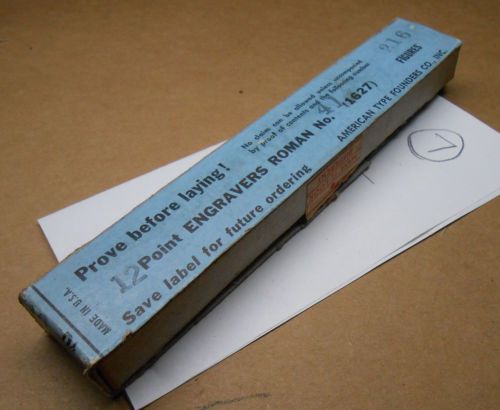 Prove before laying!
No claim can be allowed unless accompanied
by proof of contents and the following number
216
12 Point ENGRAVERS ROMAN No. (1627)
FIGURES
Save label for future ordering
AMERICAN TYPE FOUNDERS CO., INC.
MADE IN U.S.A.